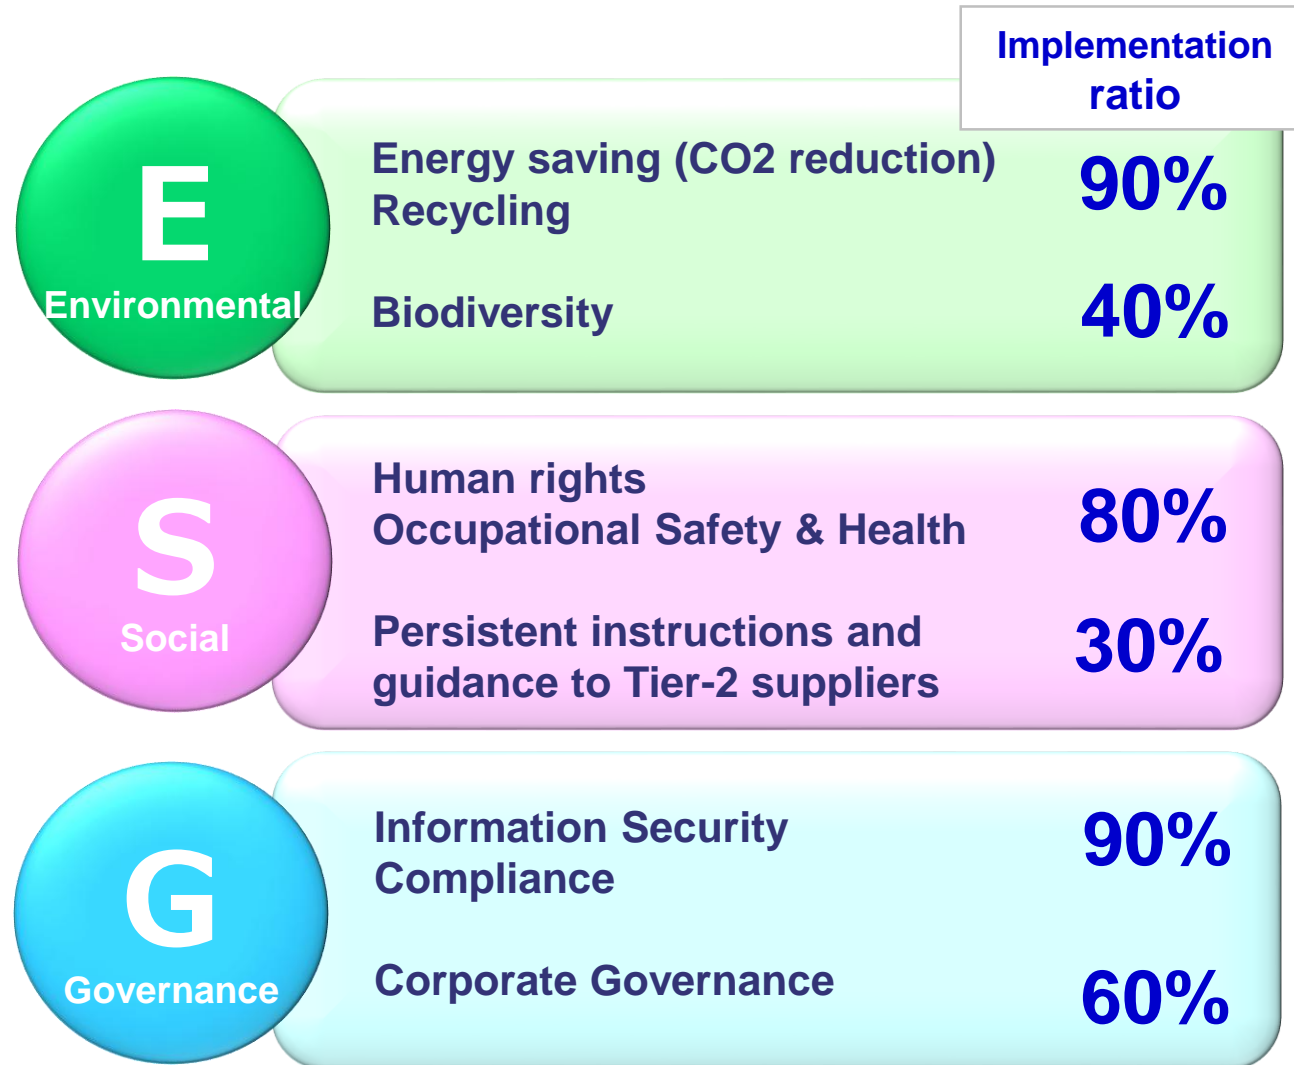 Implementation
ratio
E
Environmental
Energy saving (CO2 reduction)
Recycling
90%
Biodiversity
40%
S
Social
Human rights
Occupational Safety & Health
80%
Persistent instructions and
guidance to Tier-2 suppliers
30%
G
Governance
Information Security
Compliance
90%
Corporate Governance
60%